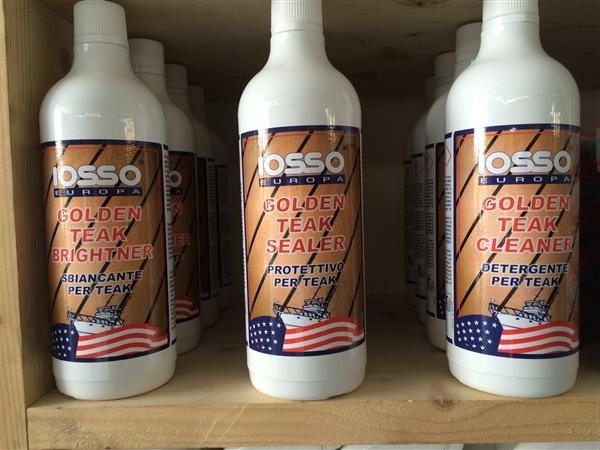 IOSSO
EUROPA
GOLDEN
TEAK
BRIGHTNER
SBIANCANTE
PER TEAK
IOSSO
EUROPA
GOLDEN
TEAK
SEALER
PROTETTIVO
PER TEAK
IOSSO
EUROPA
GOLDEN
TEAK
CLEANER
DETERGENTE
PER TEAK